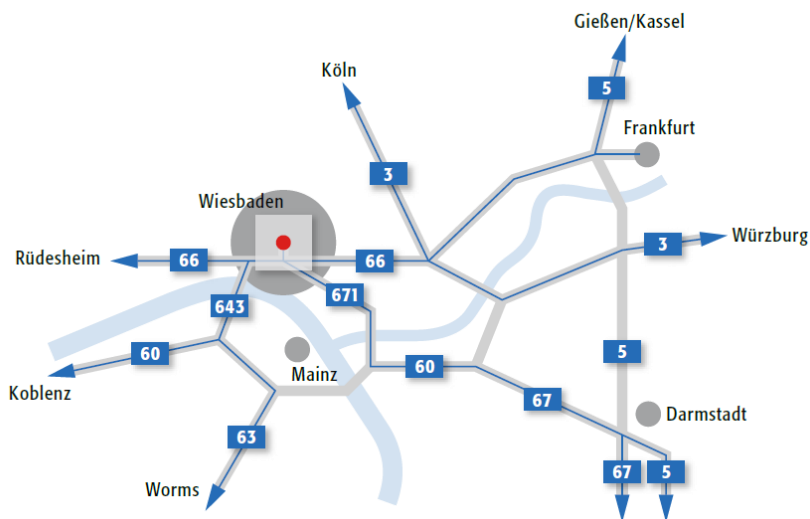 Gießen/Kassel
Köln
5
Frankfurt
3
Wiesbaden
3
Würzburg
Rüdesheim
66
66
671
643
60
Mainz
60
5
Koblenz
67
Darmstadt
63
67
5
Worms